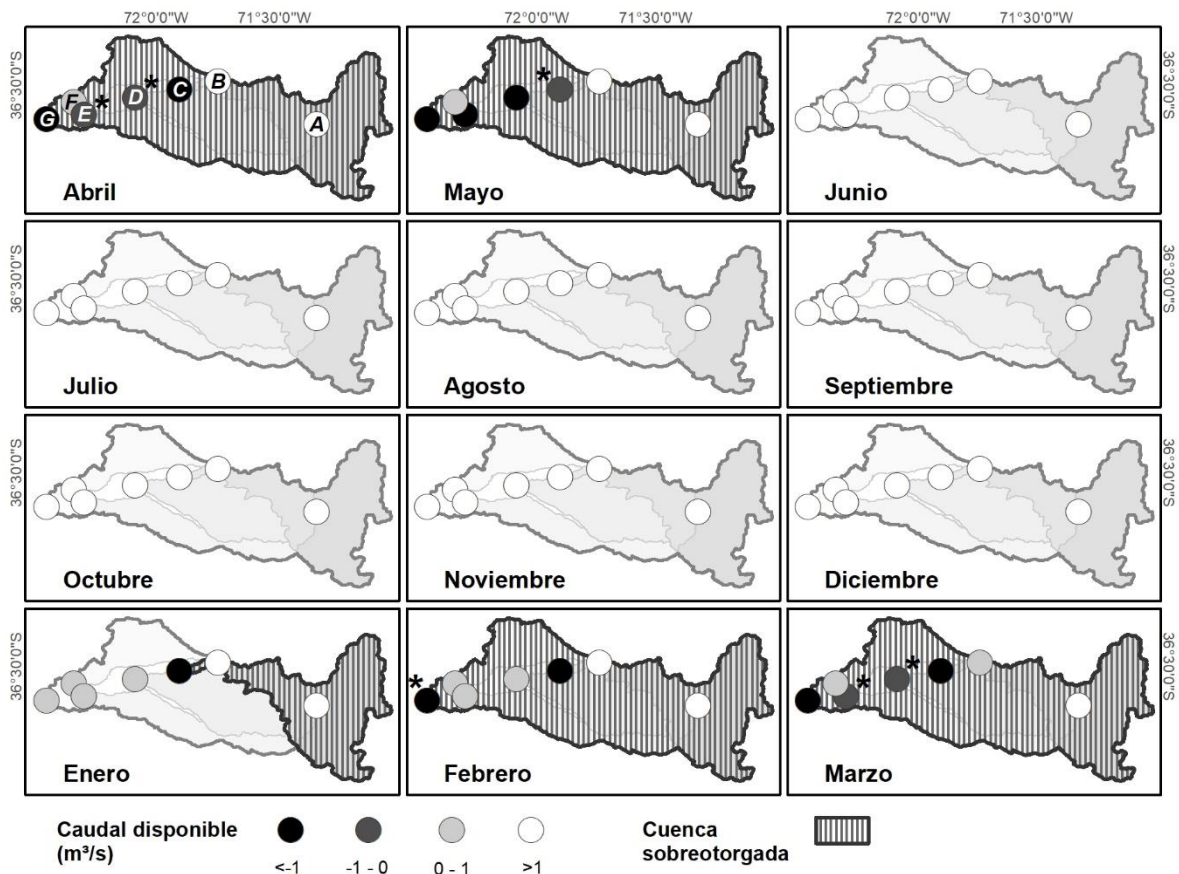 72°0'0"W 71°30'0"W 72°0'0"W 71°30'0"W 72°0'0"W 71°30'0"W
36°30'0"S
* * B
C
D
F
E
G
A
Abril
*
Mayo
Junio
36°30'0"S
36°30'0"S
Julio
Agosto
Septiembre
36°30'0"S
36°30'0"S
Octubre
Noviembre
Diciembre
36°30'0"S
36°30'0"S
Enero
*
Febrero
* *
Marzo
36°30'0"S
Caudal disponible
(m³/s)
<-1 -1 - 0 0 - 1 >1
Cuenca
sobreotorgada